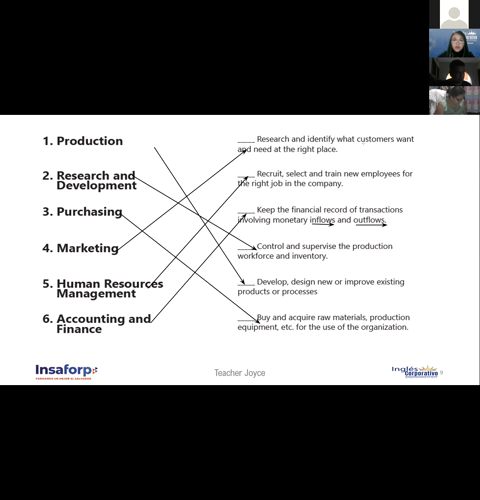 1. Production
2. Research and
Development
3. Purchasing
4. Marketing
5. Human Resources
Management
6. Accounting and
Finance
____ Research and identify what customers want
and need at the right place.
____ Recruit, select and train new employees for
the right job in the company.
____ Keep the financial record of transactions
involving monetary inflows and outflows.
____ Control and supervise the production
workforce and inventory.
____ Develop, design new or improve existing
products or processes
____ Buy and acquire raw materials, production
equipment, etc. for the use of the organization.
Insaforp
Teacher Joyce
Inglés
Corporativo